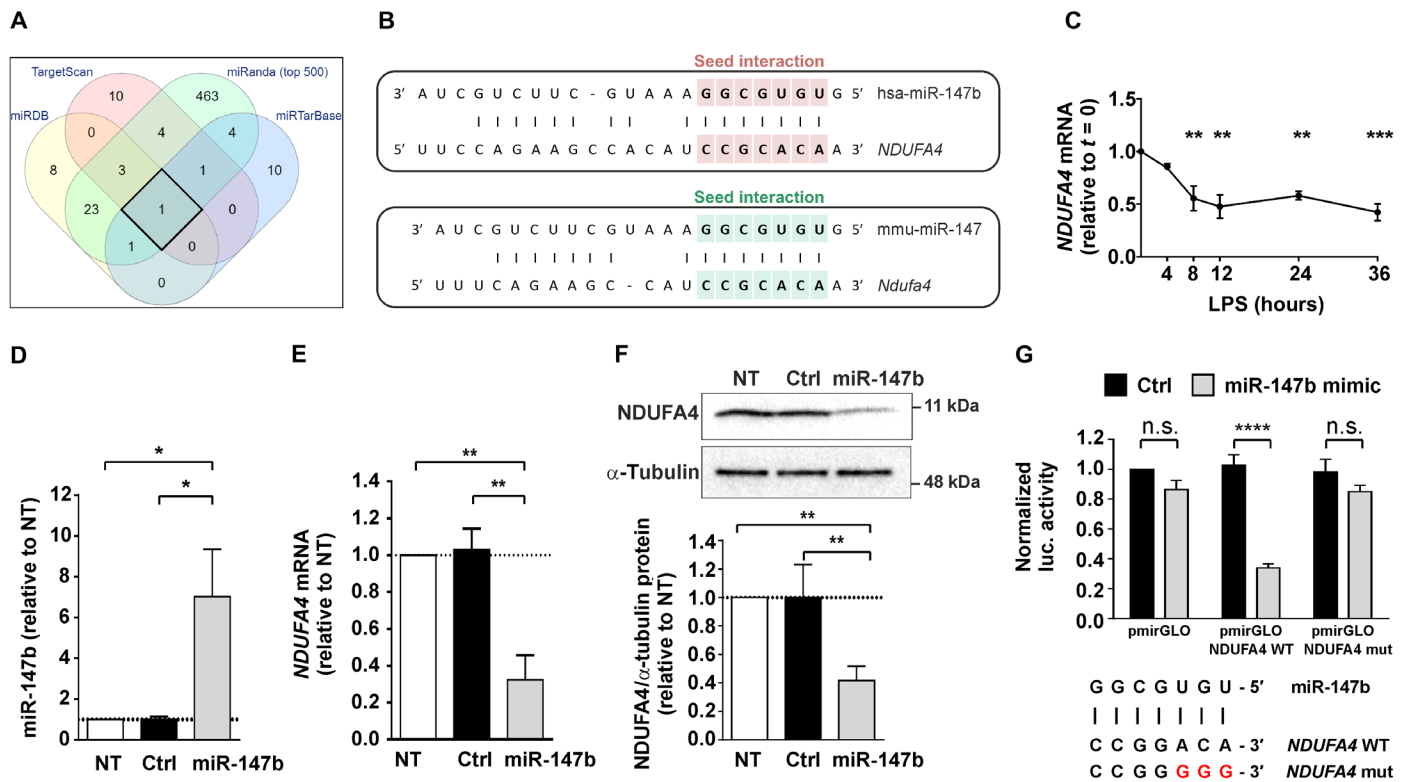 A
TargetScan
miRanda (top 500)
miRDB
miRTarBase
10
463
0
4
4
8
3
1
10
23
1
0
1
0
0
B
Seed interaction
3′ A U C G U C U U C - G U A A A G G C G U G U G 5′ hsa-miR-147b
5′ U U C C A G A A G C C A C A U C C G C A C A A 3′ NDUFA4
Seed interaction
3′ A U C G U C U U C G U A A A G G C G U G U G 5′ mmu-miR-147
5′ U U U C A G A A G C - C A U C C G C A C A A 3′ Ndufa4
C
NDUFA4 mRNA
(relative to t = 0)
1.5
1.0
0.5
0.0
** ** ** ***
4 8 12 24 36
LPS (hours)
D
miR-147b (relative to NT)
12
10
8
6
4
2
1
0
*
*
NT Ctrl miR-147b
E
NDUFA4 mRNA
(relative to NT)
1.4
1.2
1.0
0.8
0.6
0.4
0.2
0.0
**
**
NT Ctrl miR-147b
F
NT Ctrl miR-147b
NDUFA4
11 kDa
α-Tubulin
48 kDa
NDUFA4/α-tubulin protein
(relative to NT)
1.4
1.2
1.0
0.8
0.6
0.4
0.2
0.0
**
**
NT Ctrl miR-147b
G
Ctrl miR-147b mimic
Normalized
luc. activity
1.2
1.0
0.8
0.6
0.4
0.2
0.0
n.s. **** n.s.
pmirGLO
pmirGLO
NDUFA4 WT
pmirGLO
NDUFA4 mut
G G C G U G U - 5′ miR-147b
C C G G A C A - 3′ NDUFA4 WT
C C G G G G G - 3′ NDUFA4 mut